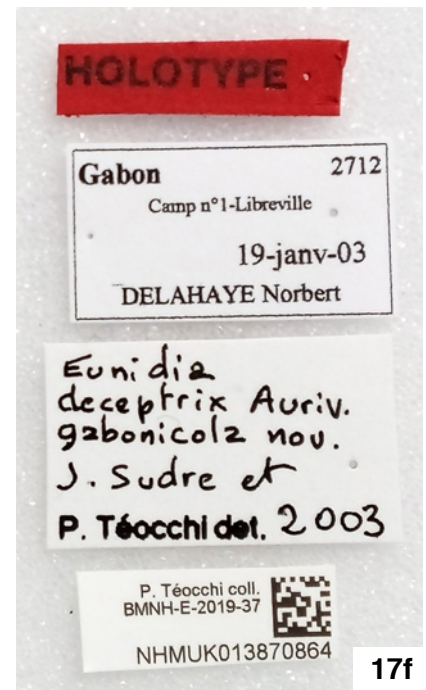 HOLOTYPE
Gabon 2712
Camp n°1-Libreville
19-janv-03
DELAHAYE Norbert
Eunidia
deceptrix Auriv.
gabonicola nov.
J. Sudre et
P. Téocchi det. 2003
P. Téocchi coll.
BMNH-E-2019-37
NHMUK013870864
17f